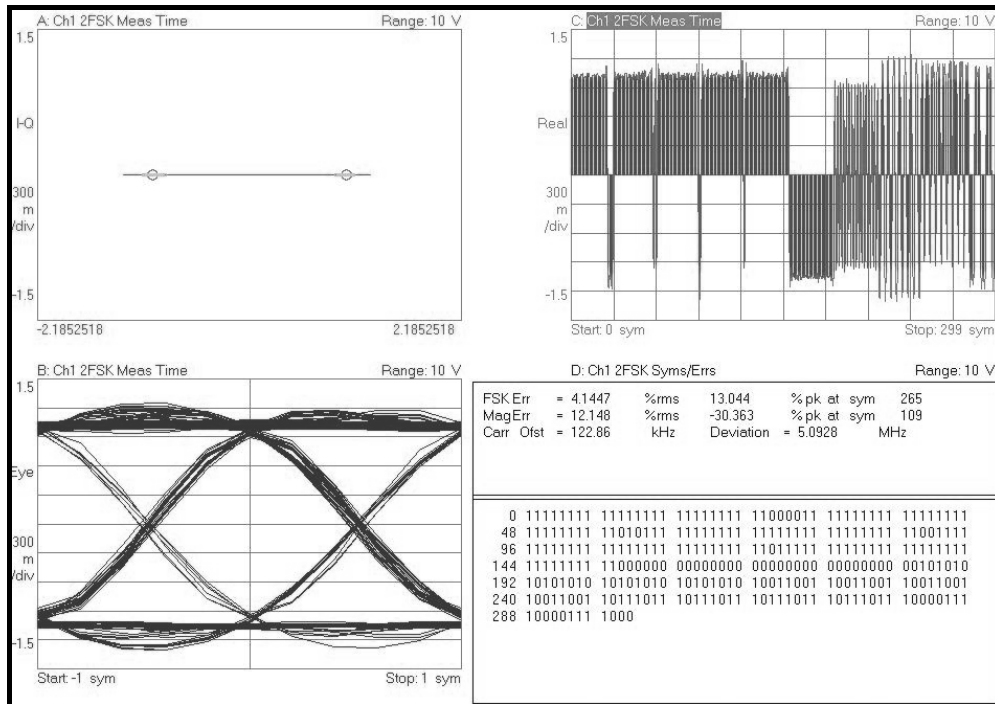 A: Ch1 2FSK Meas Time Range: 10 V
1.5
I-Q
300
m
/div
-1.5
-2.1852518 2.1852518
C: Ch1 2FSK Meas Time Range: 10 V
1.5
Real
300
m
/div
-1.5
Start: 0 sym Stop: 299 sym
B: Ch1 2FSK Meas Time Range: 10 V
1.5
Eye
300
m
/div
-1.5
Start: -1 sym Stop: 1 sym
D: Ch1 2FSK Syms/Errs Range: 10 V
FSK Err = 4.1447 %rms 13.044 % pk at sym 265
MagErr = 12.148 %rms -30.363 % pk at sym 109
Carr Ofst = 122.86 kHz Deviation = 5.0928 MHz
0 11111111 11111111 11111111 11000011 11111111 11111111
48 11111111 11010111 11111111 11111111 11111111 11001111
96 11111111 11111111 11111111 11011111 11111111 11111111
144 11111111 11000000 00000000 00000000 00000000 00101010
192 10101010 10101010 10101010 10011001 10011001 10011001
240 10011001 10111011 10111011 10111011 10111011 10000111
288 10000111 1000